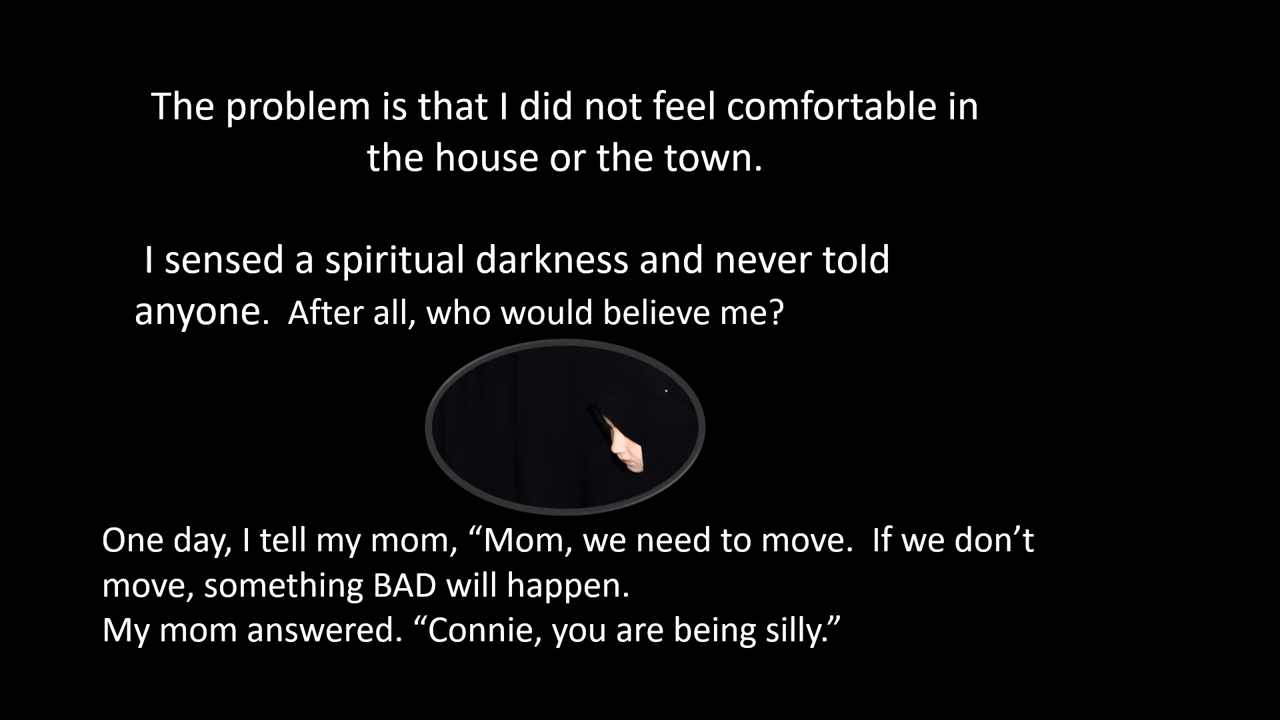 The problem is that I did not feel comfortable in
the house or the town.
I sensed a spiritual darkness and never told
anyone.  After all, who would believe me?
One day, I tell my mom, “Mom, we need to move.  If we don’t
move, something BAD will happen.
My mom answered. “Connie, you are being silly.”